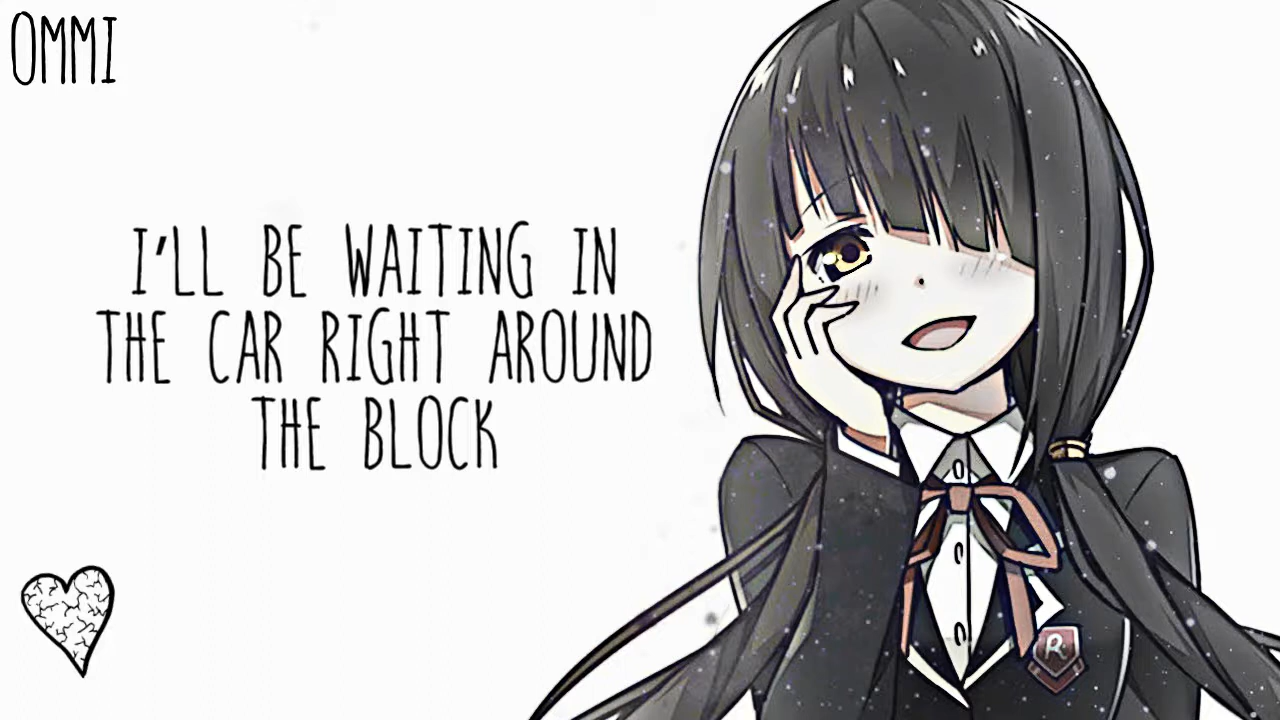 OMMI
I'LL BE WAITING IN
THE CAR RIGHT AROUND
THE BLOCK
R